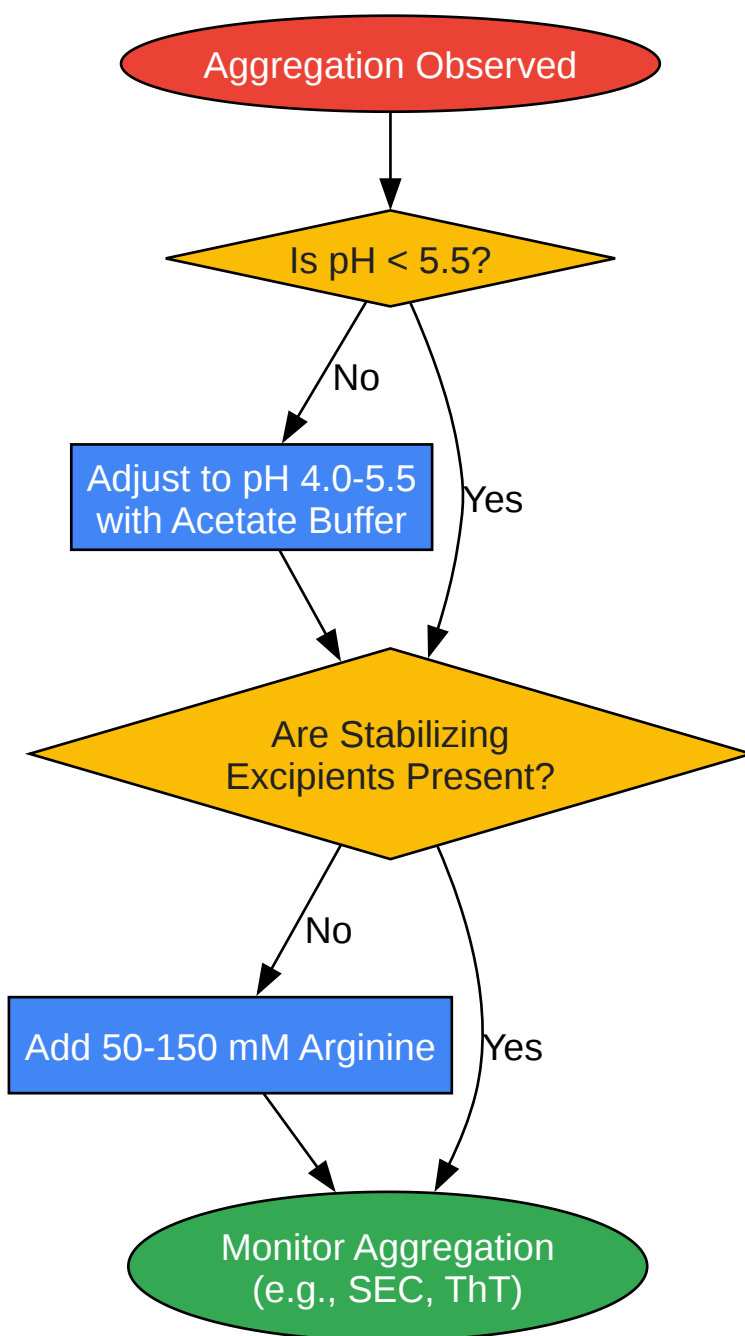 Aggregation Observed
Is pH < 5.5?
No
Adjust to pH 4.0-5.5
with Acetate Buffer
Yes
Are Stabilizing
Excipients Present?
No
Add 50-150 mM Arginine
Yes
Monitor Aggregation
(e.g., SEC, ThT)